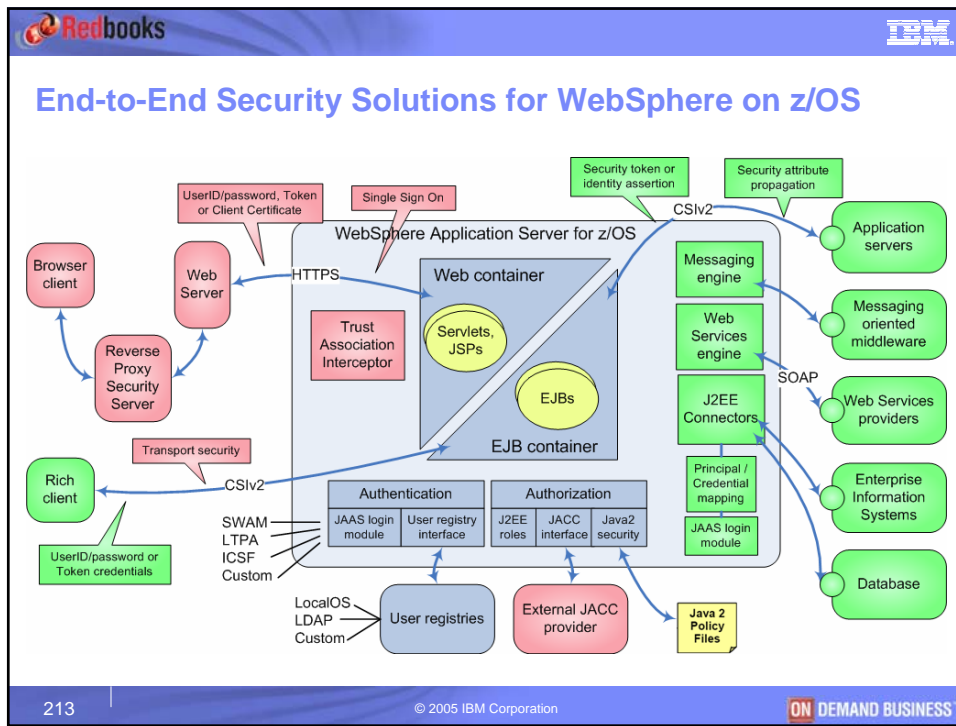 Redbooks
IBM.
End-to-End Security Solutions for WebSphere on z/OS
UserID/password, Token
or Client Certificate
Single Sign On
Security token or
identity assertion
Security attribute
propagation
CSIv2
WebSphere Application Server for z/OS
Browser
client
Web
Server
HTTPS
Reverse
Proxy
Security
Server
Trust
Association
Interceptor
Web container
Servlets,
JSPs
EJBs
EJB container
Messaging
engine
Web
Services
engine
J2EE
Connectors
SOAP
Principal /
Credential
mapping
JAAS login
module
Application
servers
Messaging
oriented
middleware
Web Services
providers
Enterprise
Information
Systems
Database
Transport security
Rich
client
CSIv2
UserID/password or
Token credentials
SWAM
LTPA
ICSF
Custom
Authentication
JAAS login
module
User registry
interface
Authorization
J2EE
roles
JACC
interface
Java2
security
LocalOS
LDAP
Custom
User registries
External JACC
provider
Java 2
Policy
Files
213
© 2005 IBM Corporation
ON DEMAND BUSINESS